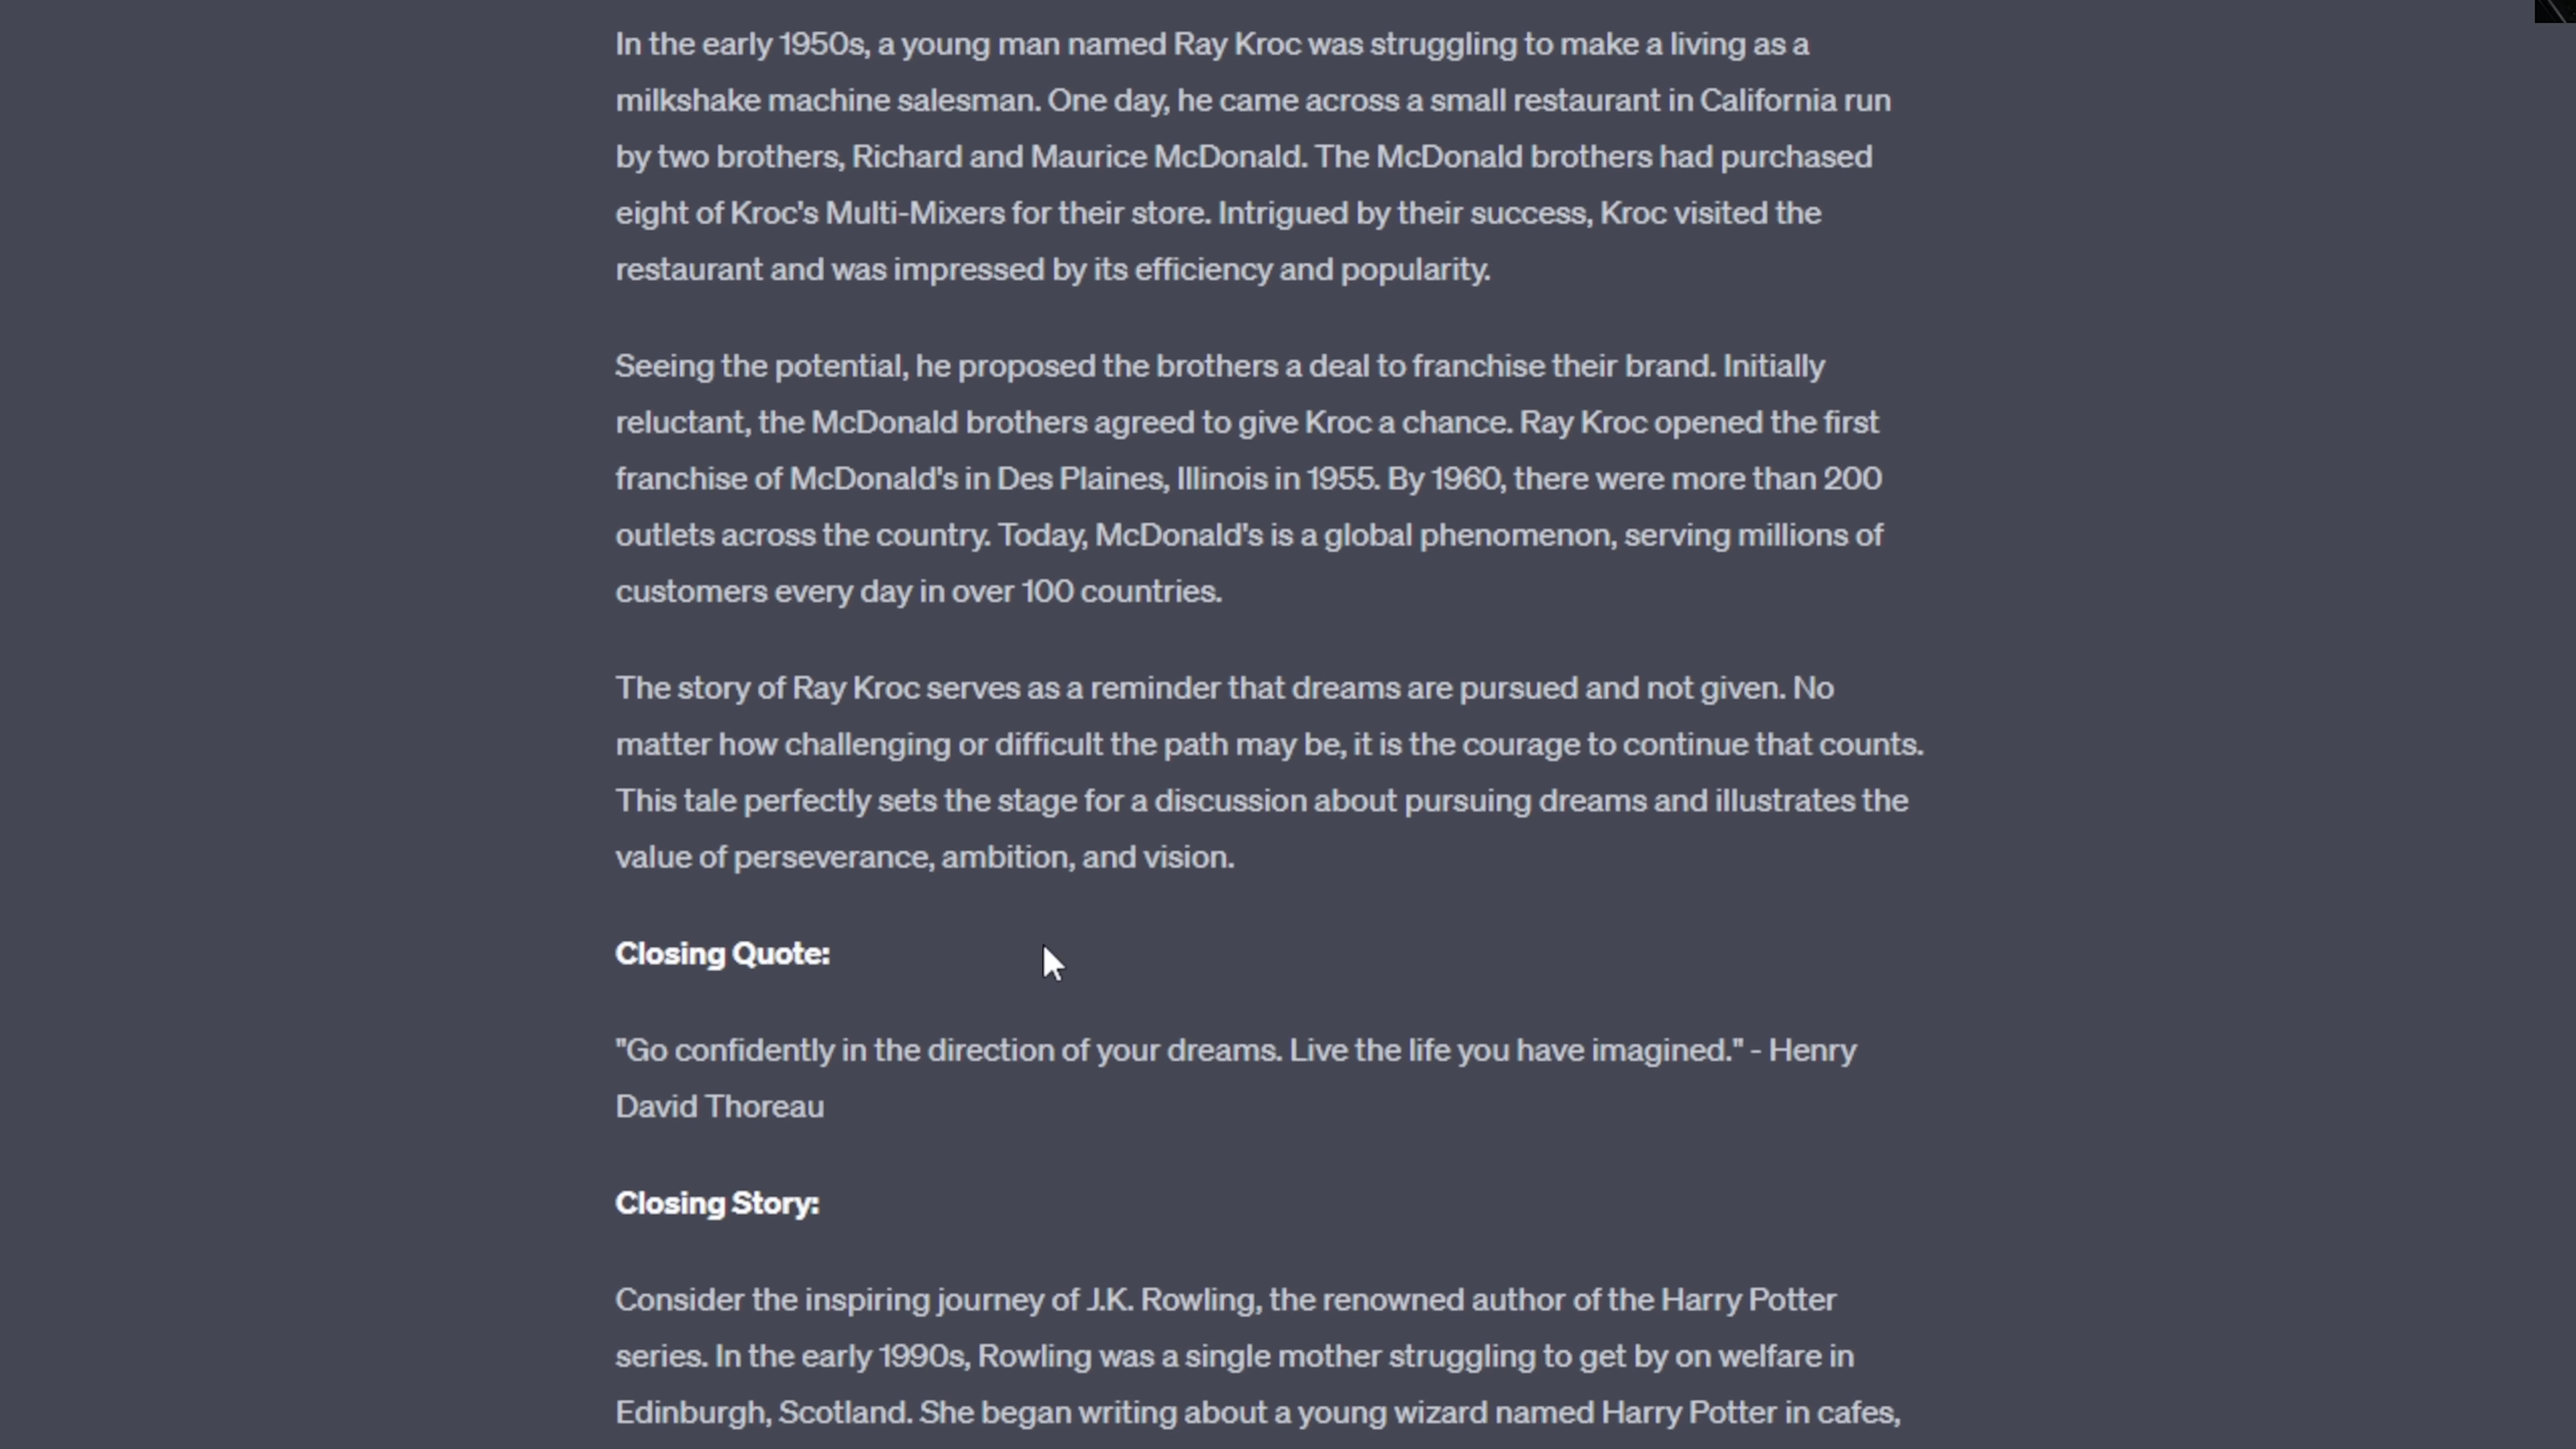 In the early 1950s, a young man named Ray Kroc was struggling to make a living as a
milkshake machine salesman. One day, he came across a small restaurant in California run
by two brothers, Richard and Maurice McDonald. The McDonald brothers had purchased
eight of Kroc's Multi-Mixers for their store. Intrigued by their success, Kroc visited the
restaurant and was impressed by its efficiency and popularity.
Seeing the potential, he proposed the brothers a deal to franchise their brand. Initially
reluctant, the McDonald brothers agreed to give Kroc a chance. Ray Kroc opened the first
franchise of McDonald's in Des Plaines, Illinois in 1955. By 1960, there were more than 200
outlets across the country. Today, McDonald's is a global phenomenon, serving millions of
customers every day in over 100 countries.
The story of Ray Kroc serves as a reminder that dreams are pursued and not given. No
matter how challenging or difficult the path may be, it is the courage to continue that counts.
This tale perfectly sets the stage for a discussion about pursuing dreams and illustrates the
value of perseverance, ambition, and vision.
Closing Quote:
"Go confidently in the direction of your dreams. Live the life you have imagined." - Henry
David Thoreau
Closing Story:
Consider the inspiring journey of J.K. Rowling, the renowned author of the Harry Potter
series. In the early 1990s, Rowling was a single mother struggling to get by on welfare in
Edinburgh, Scotland. She began writing about a young wizard named Harry Potter in cafes,